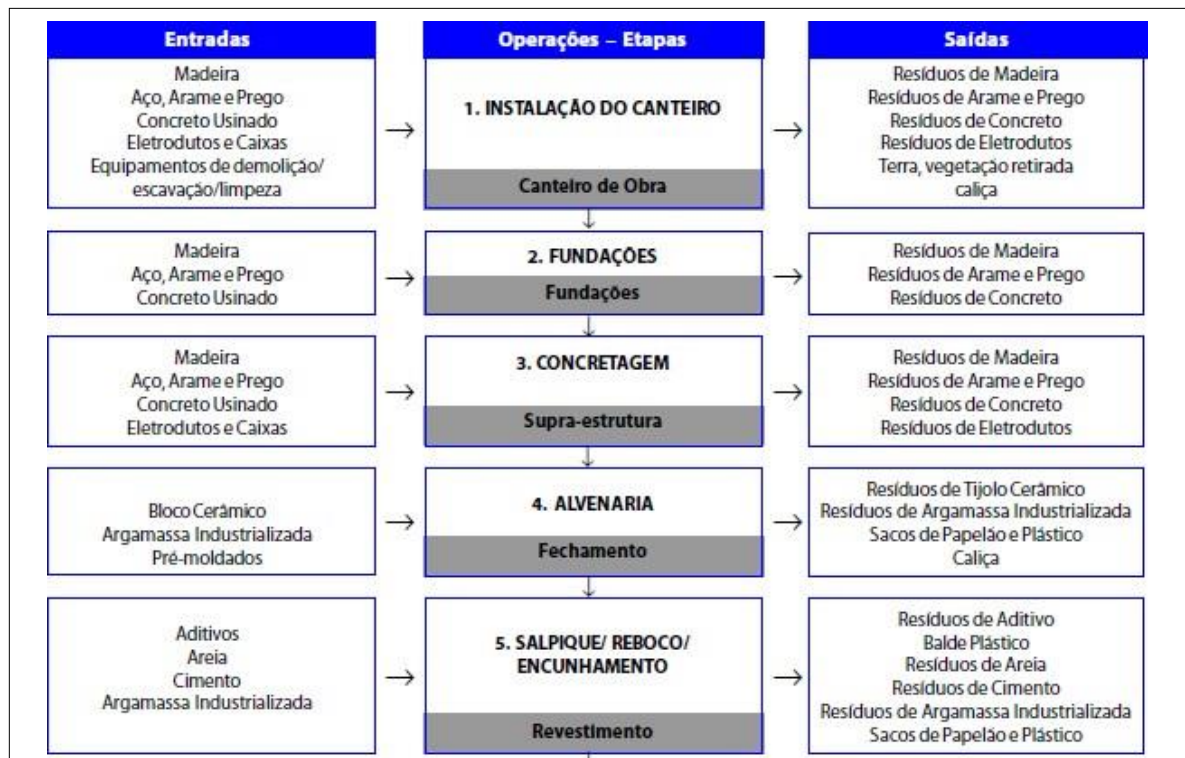 Entradas
Operações – Etapas
Saídas
Madeira
Aço, Arame e Prego
Concreto Usinado
Eletrodutos e Caixas
Equipamentos de demolição/
escavação/limpeza
1. INSTALAÇÃO DO CANTEIRO
Canteiro de Obra
Resíduos de Madeira
Resíduos de Arame e Prego
Resíduos de Concreto
Resíduos de Eletrodutos
Terra, vegetação retirada
caliça
Madeira
Aço, Arame e Prego
Concreto Usinado
2. FUNDAÇÕES
Fundações
Resíduos de Madeira
Resíduos de Arame e Prego
Resíduos de Concreto
Madeira
Aço, Arame e Prego
Concreto Usinado
Eletrodutos e Caixas
3. CONCRETAGEM
Supra-estrutura
Resíduos de Madeira
Resíduos de Arame e Prego
Resíduos de Concreto
Resíduos de Eletrodutos
Bloco Cerâmico
Argamassa Industrializada
Pré-moldados
4. ALVENARIA
Fechamento
Resíduos de Tijolo Cerâmico
Resíduos de Argamassa Industrializada
Sacos de Papelão e Plástico
Caliça
Aditivos
Areia
Cimento
Argamassa Industrializada
5. SALPIQUE/ REBOCO/
ENCUNHAMENTO
Revestimento
Resíduos de Aditivo
Balde Plástico
Resíduos de Areia
Resíduos de Cimento
Resíduos de Argamassa Industrializada
Sacos de Papelão e Plástico